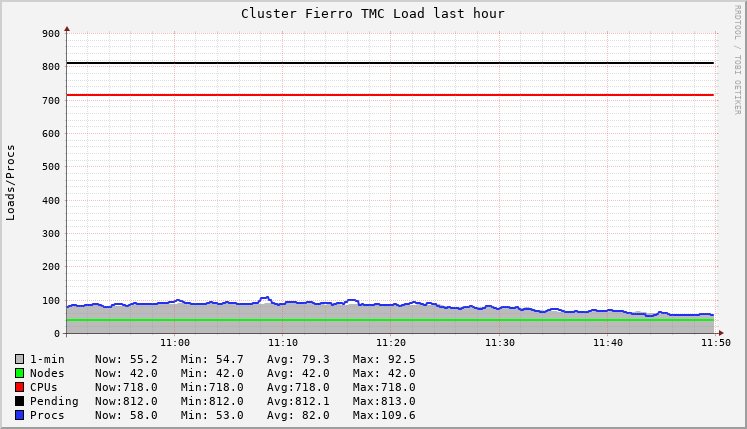 Cluster Fierro TMC Load last hour
RRDTOOL / TOBI OETIKER
Loads/Procs
900
800
700
600
500
400
300
200
100
0
11:00 11:10 11:20 11:30 11:40 11:50
1-min Now: 55.2 Min: 54.7 Avg: 79.3 Max: 92.5
Nodes Now: 42.0 Min: 42.0 Avg: 42.0 Max: 42.0
CPUs Now:718.0 Min:718.0 Avg:718.0 Max:718.0
Pending Now:812.0 Min:812.0 Avg:812.1 Max:813.0
Procs Now: 58.0 Min: 53.0 Avg: 82.0 Max:109.6